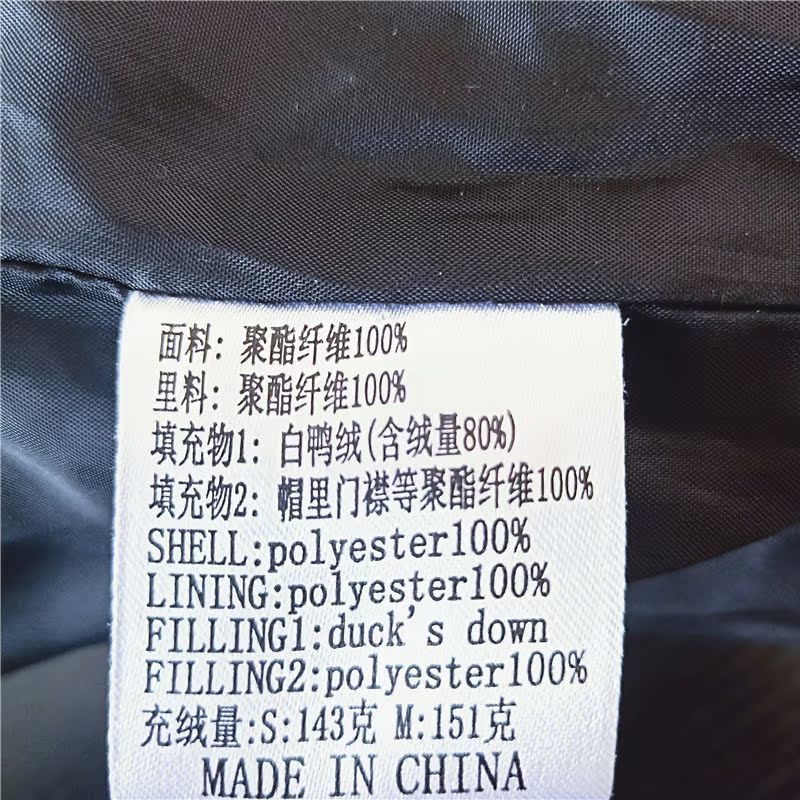 面料: 聚酯纤维100%
里料: 聚酯纤维100%
填充物1: 白鸭绒(含绒量80%)
填充物2: 帽里门襟等聚酯纤维100%
SHELL:polyester100%
LINING:polyester100%
FILLING1:duck's down
FILLING2:polyester100%
充绒量:S:143克 M:151克
MADE IN CHINA